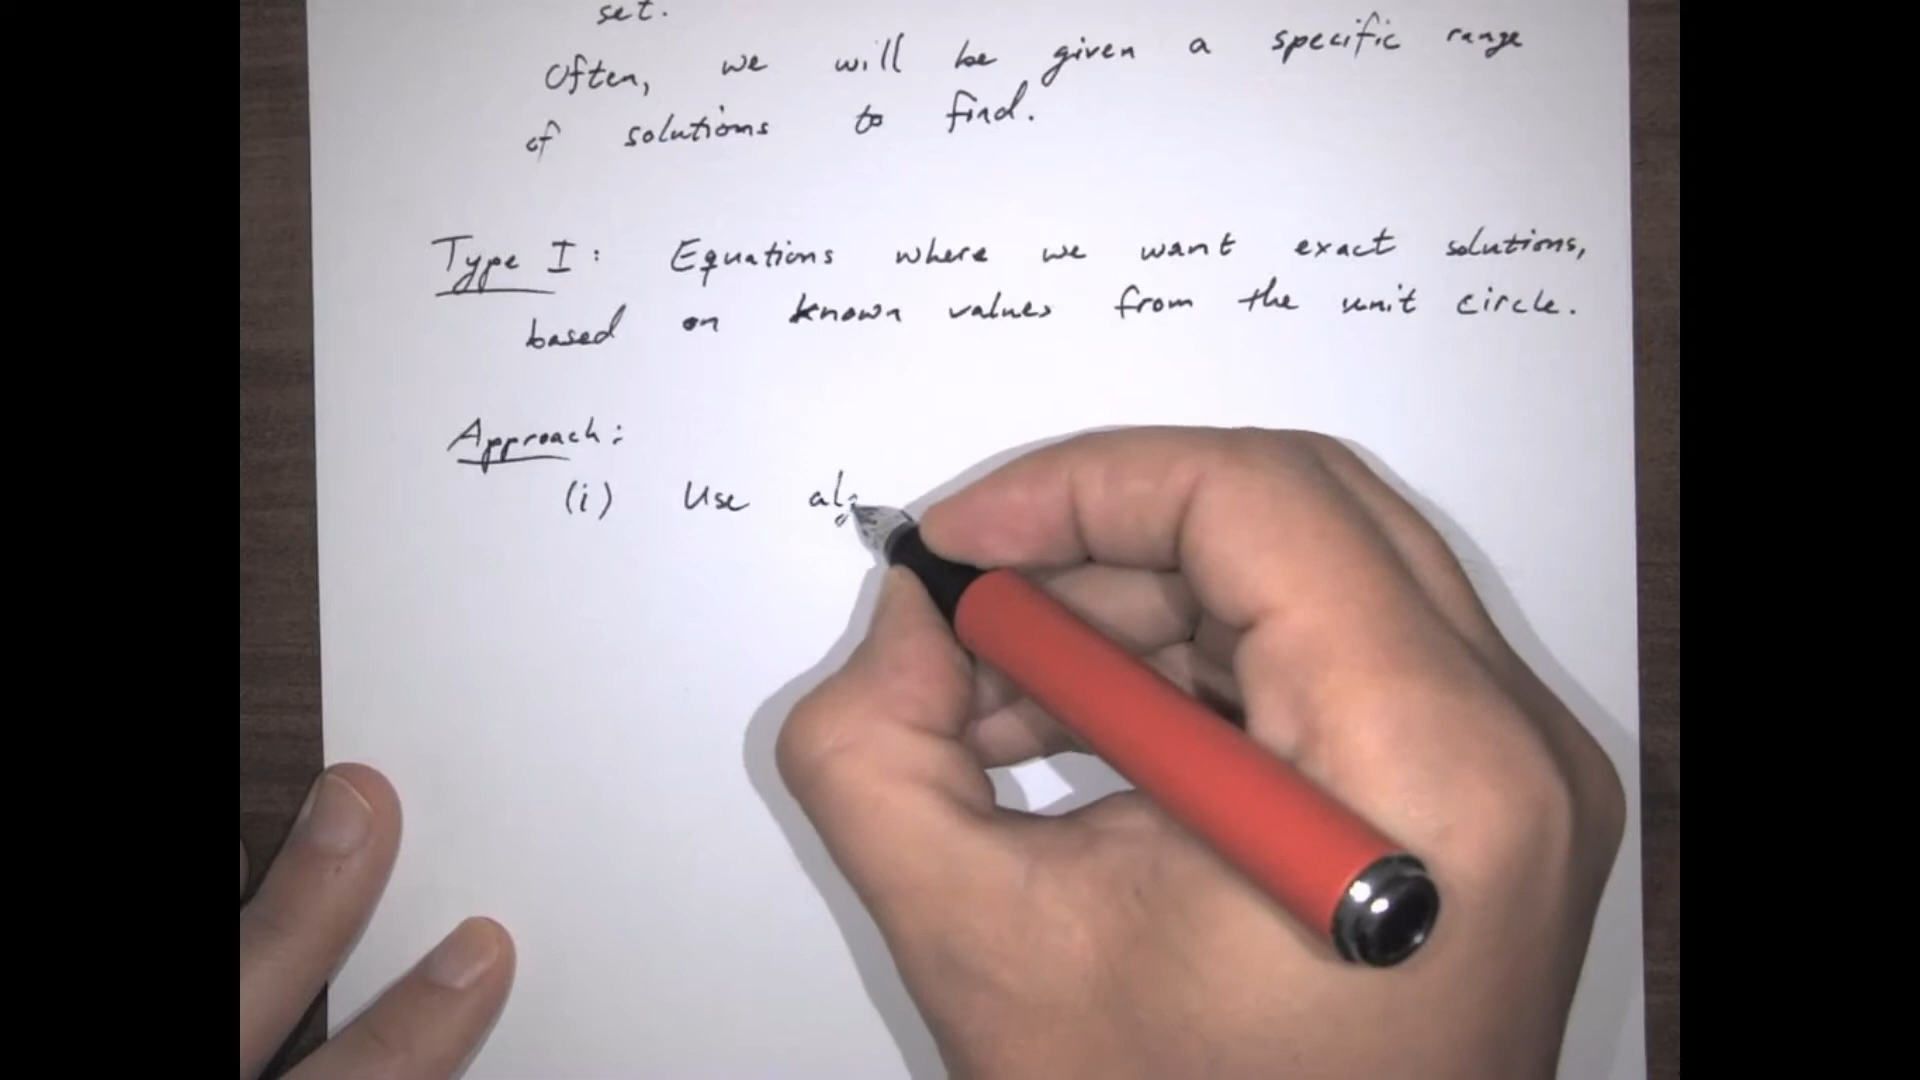 set.
Often, we will be given a specific range
of solutions to find.
Type I: Equations where we want exact solutions,
based on known values from the unit circle.
Approach:
(i) Use alg